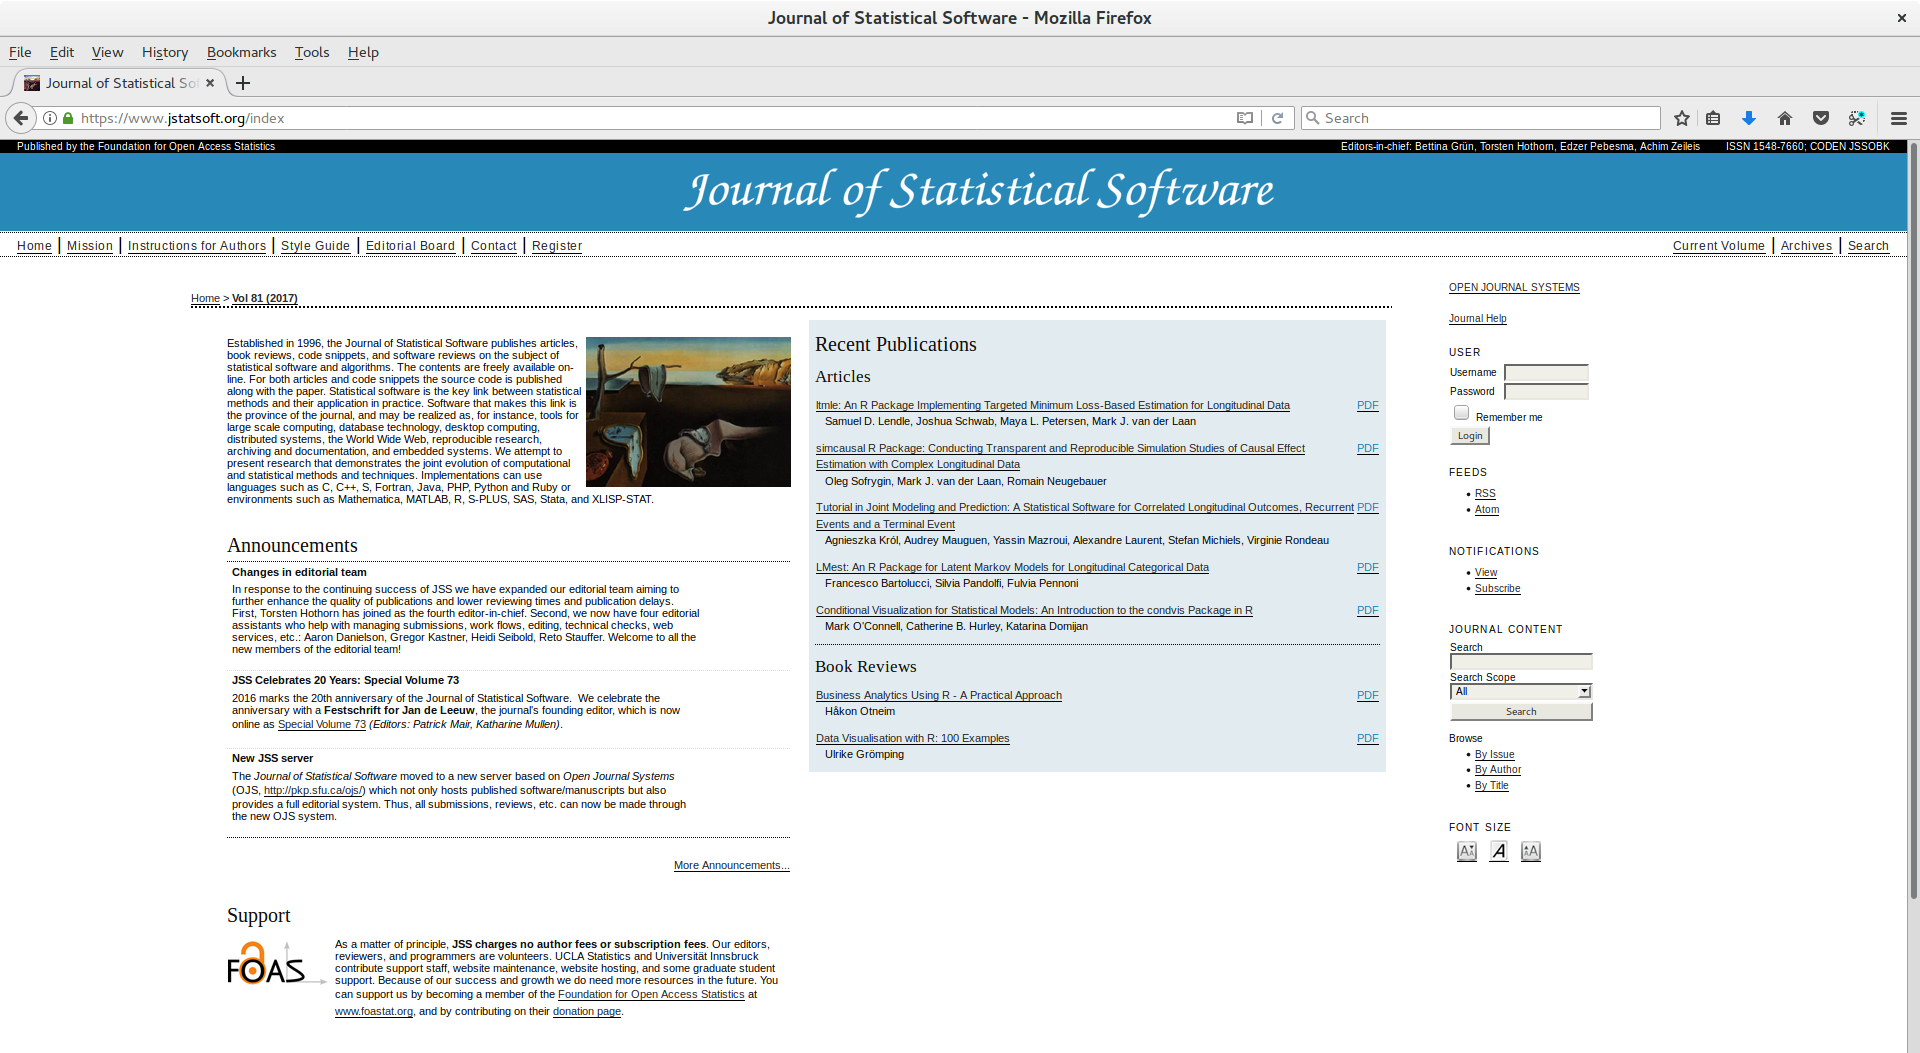 Journal of Statistical Software - Mozilla Firefox
File Edit View History Bookmarks Tools Help
Journal of Statistical So
https://www.jstatsoft.org/index
Search
Published by the Foundation for Open Access Statistics
Editors-in-chief: Bettina Grün, Torsten Hothorn, Edzer Pebesma, Achim Zeileis ISSN 1548-7660; CODEN JSSOBK
Journal of Statistical Software
Home | Mission | Instructions for Authors | Style Guide | Editorial Board | Contact | Register
Current Volume | Archives | Search
Home > Vol 81 (2017)
Established in 1996, the Journal of Statistical Software publishes articles,
book reviews, code snippets, and software reviews on the subject of
statistical software and algorithms. The contents are freely available on-
line. For both articles and code snippets the source code is published
along with the paper. Statistical software is the key link between statistical
methods and their application in practice. Software that makes this link is
the province of the journal, and may be realized as, for instance, tools for
large scale computing, database technology, desktop computing,
distributed systems, the World Wide Web, reproducible research,
archiving and documentation, and embedded systems. We attempt to
present research that demonstrates the joint evolution of computational
and statistical methods and techniques. Implementations can use
languages such as C, C++, S, Fortran, Java, PHP, Python and Ruby or
environments such as Mathematica, MATLAB, R, S-PLUS, SAS, Stata, and XLISP-STAT.
Announcements
Changes in editorial team
In response to the continuing success of JSS we have expanded our editorial team aiming to
further enhance the quality of publications and lower reviewing times and publication delays.
First, Torsten Hothorn has joined as the fourth editor-in-chief. Second, we now have four editorial
assistants who help with managing submissions, work flows, editing, technical checks, web
services, etc.: Aaron Danielson, Gregor Kastner, Heidi Seibold, Reto Stauffer. Welcome to all the
new members of the editorial team!
JSS Celebrates 20 Years: Special Volume 73
2016 marks the 20th anniversary of the Journal of Statistical Software. We celebrate the
anniversary with a Festschrift for Jan de Leeuw, the journal's founding editor, which is now
online as Special Volume 73 (Editors: Patrick Mair, Katharine Mullen).
New JSS server
The Journal of Statistical Software moved to a new server based on Open Journal Systems
(OJS, http://pkp.sfu.ca/ojs/) which not only hosts published software/manuscripts but also
provides a full editorial system. Thus, all submissions, reviews, etc. can now be made through
the new OJS system.
More Announcements...
Support
FOAS
As a matter of principle, JSS charges no author fees or subscription fees. Our editors,
reviewers, and programmers are volunteers. UCLA Statistics and Universität Innsbruck
contribute support staff, website maintenance, website hosting, and some graduate student
support. Because of our success and growth we do need more resources in the future. You
can support us by becoming a member of the Foundation for Open Access Statistics at
www.foastat.org, and by contributing on their donation page.
Recent Publications
Articles
ltmle: An R Package Implementing Targeted Minimum Loss-Based Estimation for Longitudinal Data PDF
Samuel D. Lendle, Joshua Schwab, Maya L. Petersen, Mark J. van der Laan
simcausal R Package: Conducting Transparent and Reproducible Simulation Studies of Causal Effect PDF
Estimation with Complex Longitudinal Data
Oleg Sofrygin, Mark J. van der Laan, Romain Neugebauer
Tutorial in Joint Modeling and Prediction: A Statistical Software for Correlated Longitudinal Outcomes, Recurrent PDF
Events and a Terminal Event
Agnieszka Król, Audrey Mauguen, Yassin Mazroui, Alexandre Laurent, Stefan Michiels, Virginie Rondeau
LMest: An R Package for Latent Markov Models for Longitudinal Categorical Data PDF
Francesco Bartolucci, Silvia Pandolfi, Fulvia Pennoni
Conditional Visualization for Statistical Models: An Introduction to the condvis Package in R PDF
Mark O'Connell, Catherine B. Hurley, Katarina Domijan
Book Reviews
Business Analytics Using R - A Practical Approach PDF
Håkon Otneim
Data Visualisation with R: 100 Examples PDF
Ulrike Grömping
OPEN JOURNAL SYSTEMS
Journal Help
USER
Username
Password
Remember me
Login
FEEDS
RSS
Atom
NOTIFICATIONS
View
Subscribe
JOURNAL CONTENT
Search
Search Scope
All
Search
Browse
By Issue
By Author
By Title
FONT SIZE